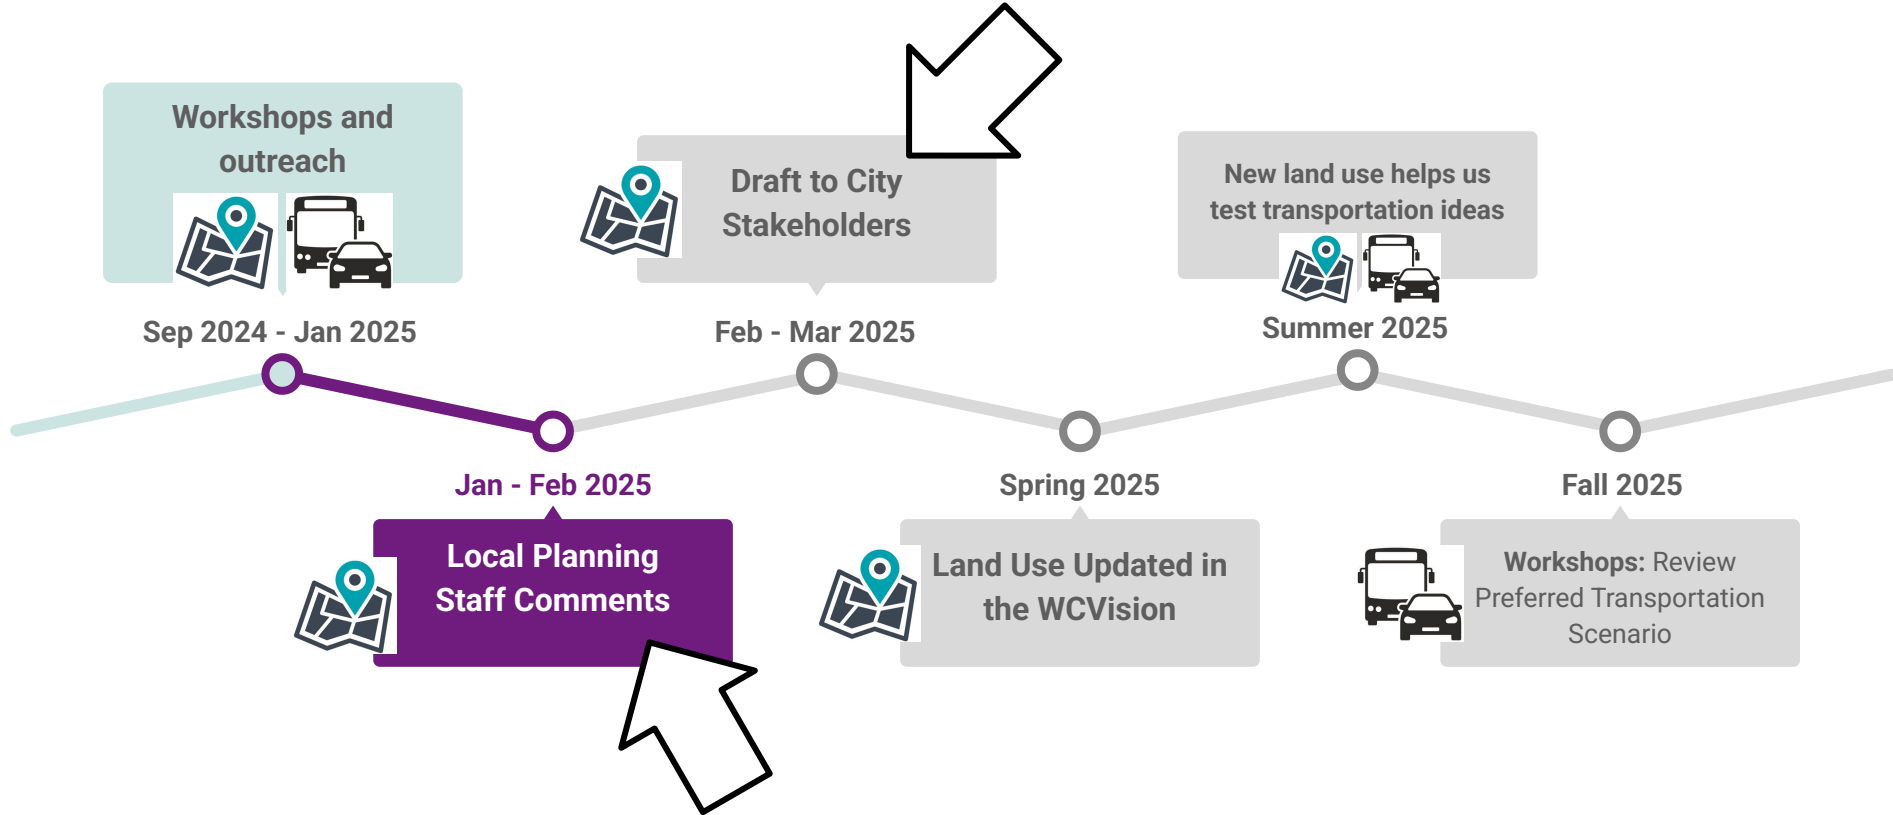 Workshops and
outreach
Sep 2024 - Jan 2025
Jan - Feb 2025
Local Planning
Staff Comments
Draft to City
Stakeholders
Feb - Mar 2025
Spring 2025
Land Use Updated in
the WCVision
New land use helps us
test transportation ideas
Summer 2025
Fall 2025
Workshops: Review
Preferred Transportation
Scenario